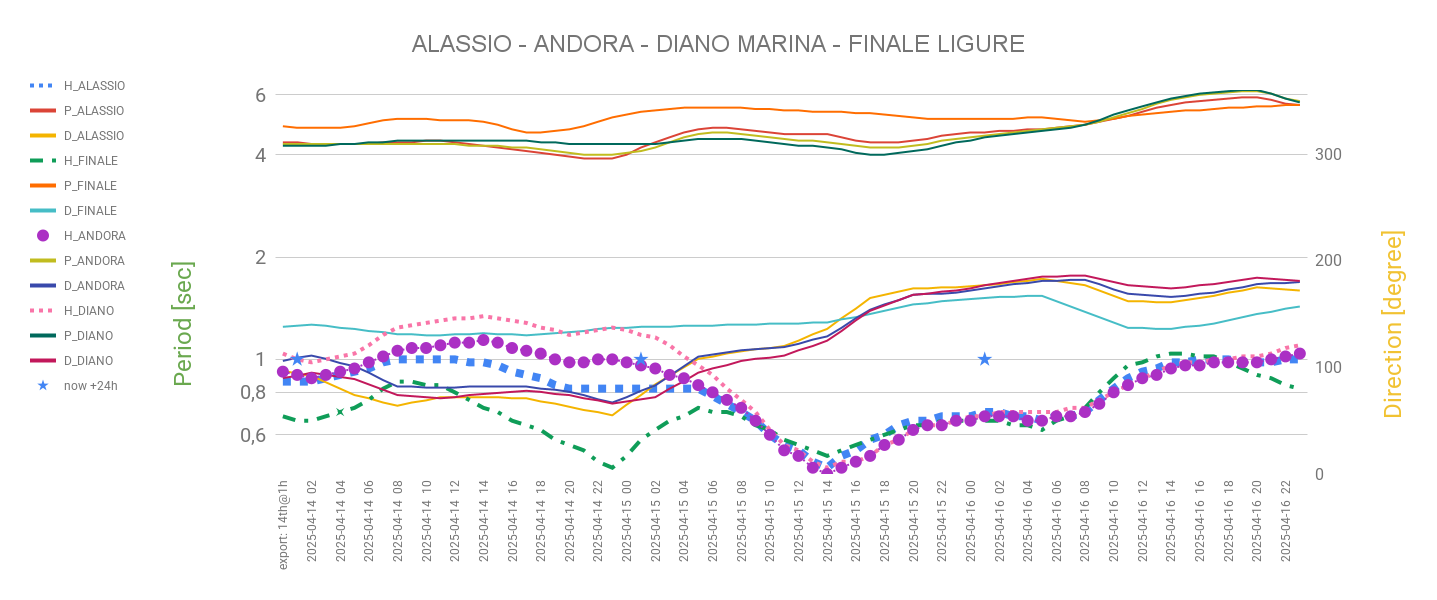 ALASSIO - ANDORA - DIANO MARINA - FINALE LIGURE
H_ALASSIO
P_ALASSIO
D_ALASSIO
H_FINALE
P_FINALE
D_FINALE
H_ANDORA
P_ANDORA
D_ANDORA
H_DIANO
P_DIANO
D_DIANO
now +24h
Period [sec]
6
4
2
1
0,8
0,6
300
200
100
0
Direction [degree]
export: 14th@1h
2025-04-14 02
2025-04-14 04
2025-04-14 06
2025-04-14 08
2025-04-14 10
2025-04-14 12
2025-04-14 14
2025-04-14 16
2025-04-14 18
2025-04-14 20
2025-04-14 22
2025-04-15 00
2025-04-15 02
2025-04-15 04
2025-04-15 06
2025-04-15 08
2025-04-15 10
2025-04-15 12
2025-04-15 14
2025-04-15 16
2025-04-15 18
2025-04-15 20
2025-04-15 22
2025-04-16 00
2025-04-16 02
2025-04-16 04
2025-04-16 06
2025-04-16 08
2025-04-16 10
2025-04-16 12
2025-04-16 14
2025-04-16 16
2025-04-16 18
2025-04-16 20
2025-04-16 22